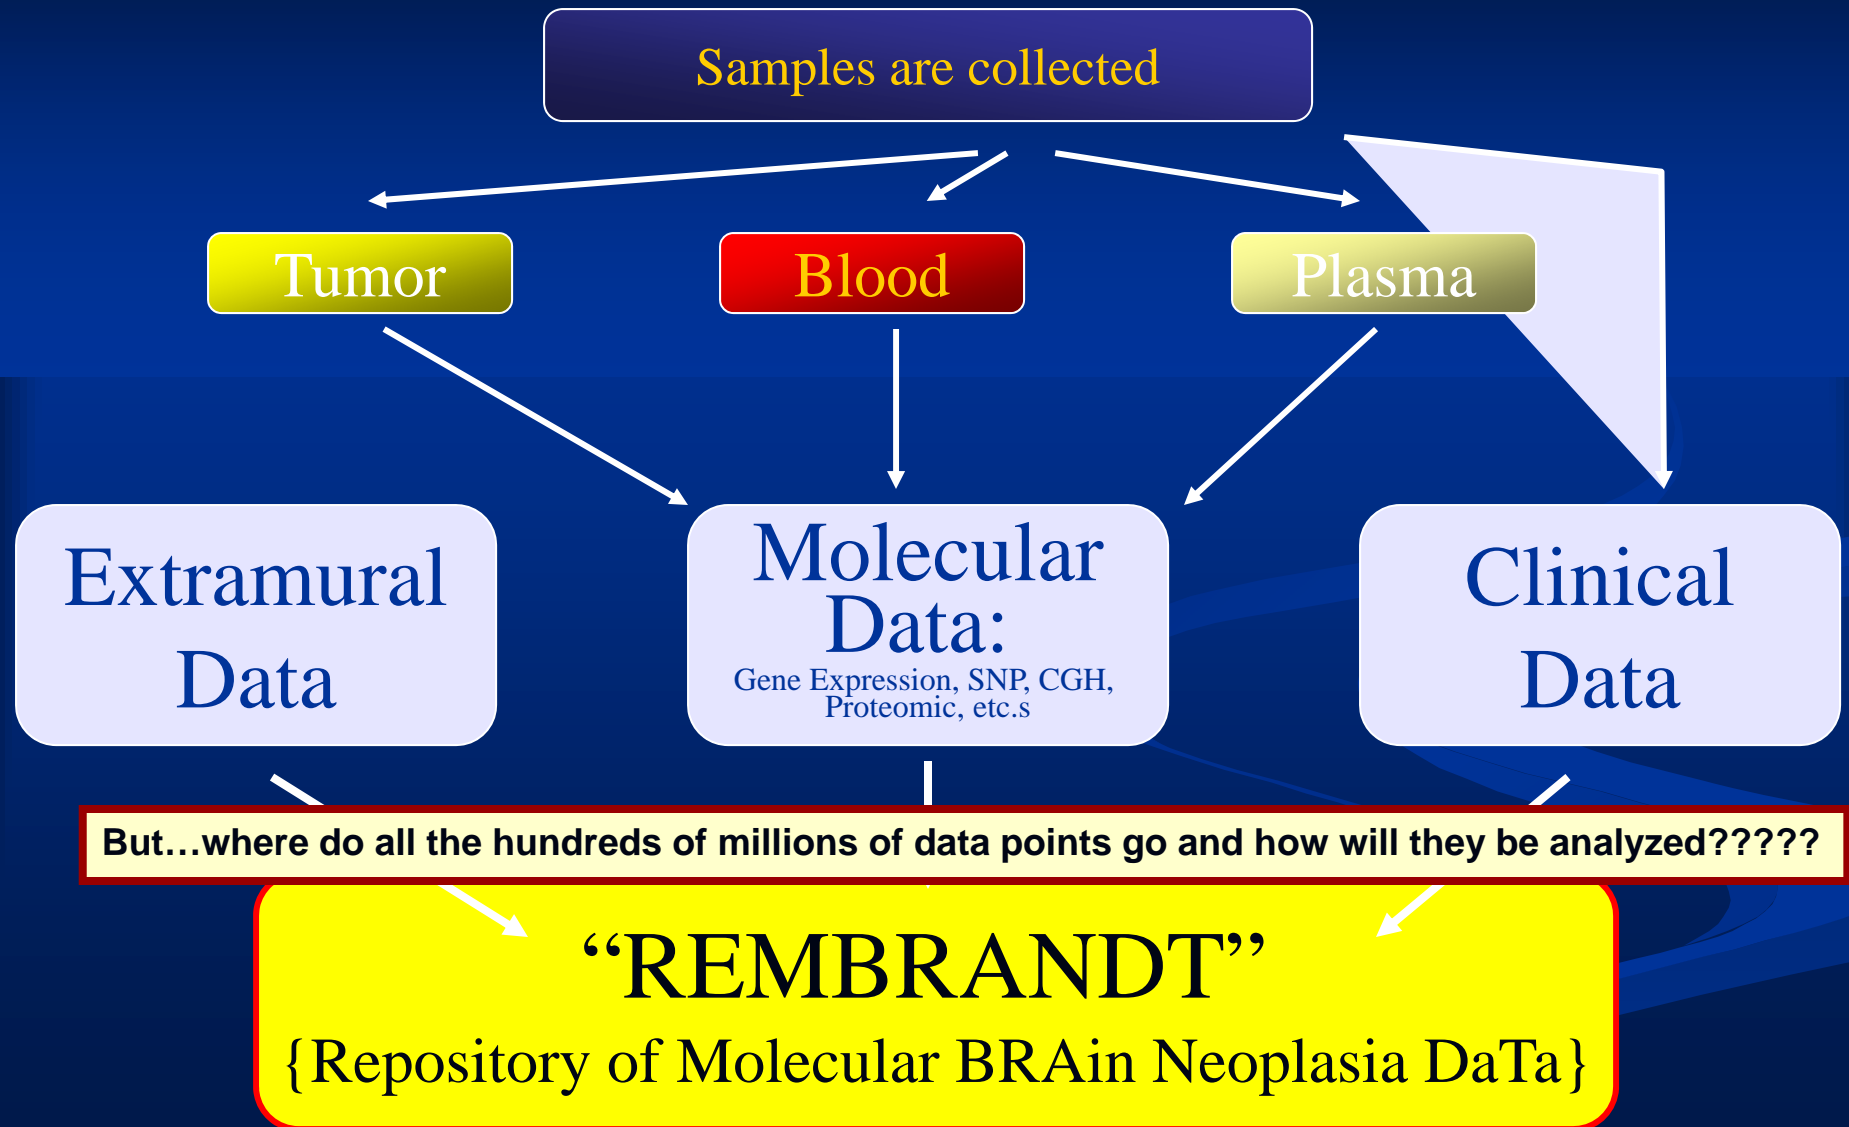 Samples are collected
Tumor
Blood
Plasma
Extramural
Data
Molecular
Data:
Gene Expression, SNP, CGH,
Proteomic, etc.s
Clinical
Data
But…where do all the hundreds of millions of data points go and how will they be analyzed?????
“REMBRANDT”
{Repository of Molecular BRAin Neoplasia DaTa}